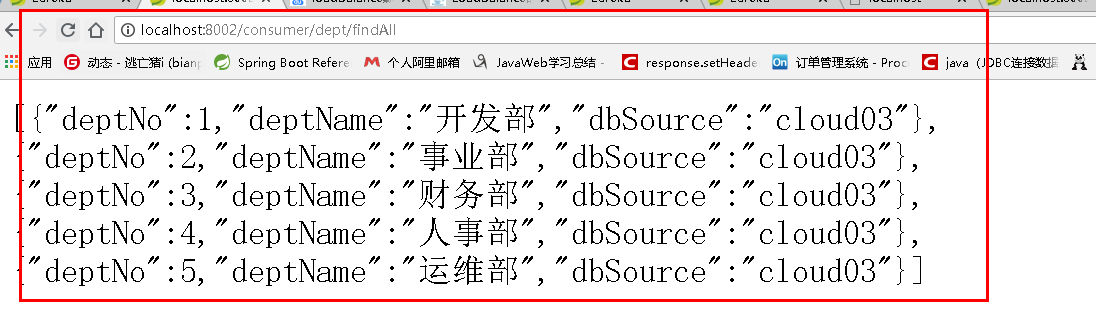 localhost:8002/consumer/dept/findAll
应用 动态 - 逃亡猪i (bianp Spring Boot Refere 个人阿里邮箱 JavaWeb学习总结 - response.setHeade 订单管理系统 - Proc java（JDBC连接数据
[{"deptNo":1,"deptName":"开发部","dbSource":"cloud03"},
{"deptNo":2,"deptName":"事业部","dbSource":"cloud03"},
{"deptNo":3,"deptName":"财务部","dbSource":"cloud03"},
{"deptNo":4,"deptName":"人事部","dbSource":"cloud03"},
{"deptNo":5,"deptName":"运维部","dbSource":"cloud03"}]